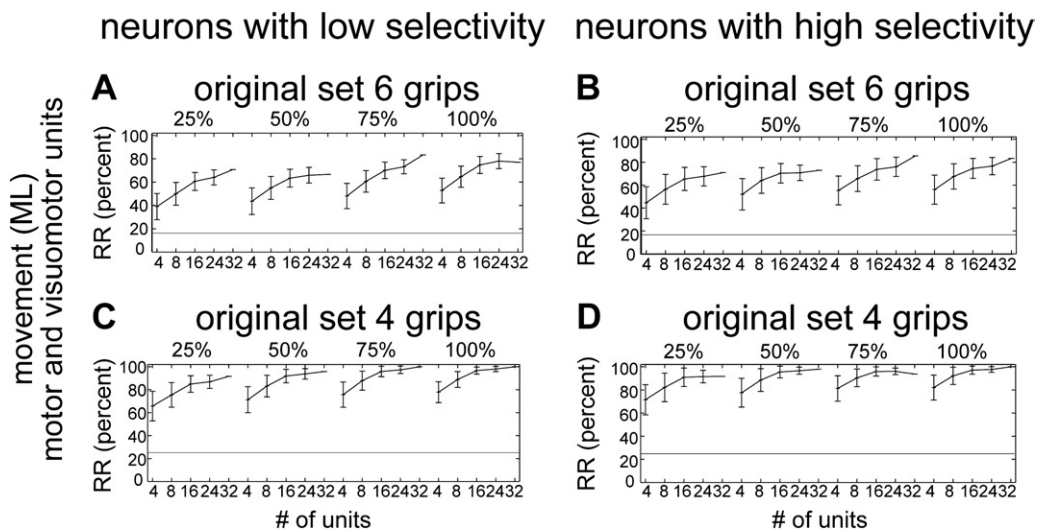 neurons with low selectivity
neurons with high selectivity
movement (ML)
motor and visuomotor units
A
original set 6 grips
25% 50% 75% 100%
RR (percent)
100
80
60
40
20
0
4 8 16 24 32 4 8 16 24 32 4 8 16 24 32 4 8 16 24 32
B
original set 6 grips
25% 50% 75% 100%
RR (percent)
100
80
60
40
20
0
4 8 16 24 32 4 8 16 24 32 4 8 16 24 32 4 8 16 24 32
C
original set 4 grips
25% 50% 75% 100%
RR (percent)
100
80
60
40
20
0
4 8 16 24 32 4 8 16 24 32 4 8 16 24 32 4 8 16 24 32
# of units
D
original set 4 grips
25% 50% 75% 100%
RR (percent)
100
80
60
40
20
0
4 8 16 24 32 4 8 16 24 32 4 8 16 24 32 4 8 16 24 32
# of units